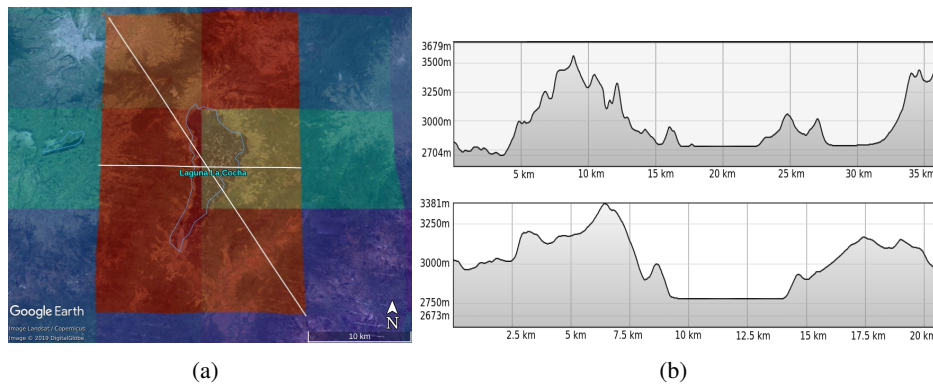 Laguna La Cocha
Google Earth
Image Landsat / Copernicus
Image © 2019 DigitalGlobe
N
10 km
3679m
3500m
3250m
3000m
2704m
5 km
10 km
15 km
20 km
25 km
30 km
35 km
3381m
3250m
3000m
2750m
2673m
2.5 km
5 km
7.5 km
10 km
12.5 km
15 km
17.5 km
20 km
(a)
(b)